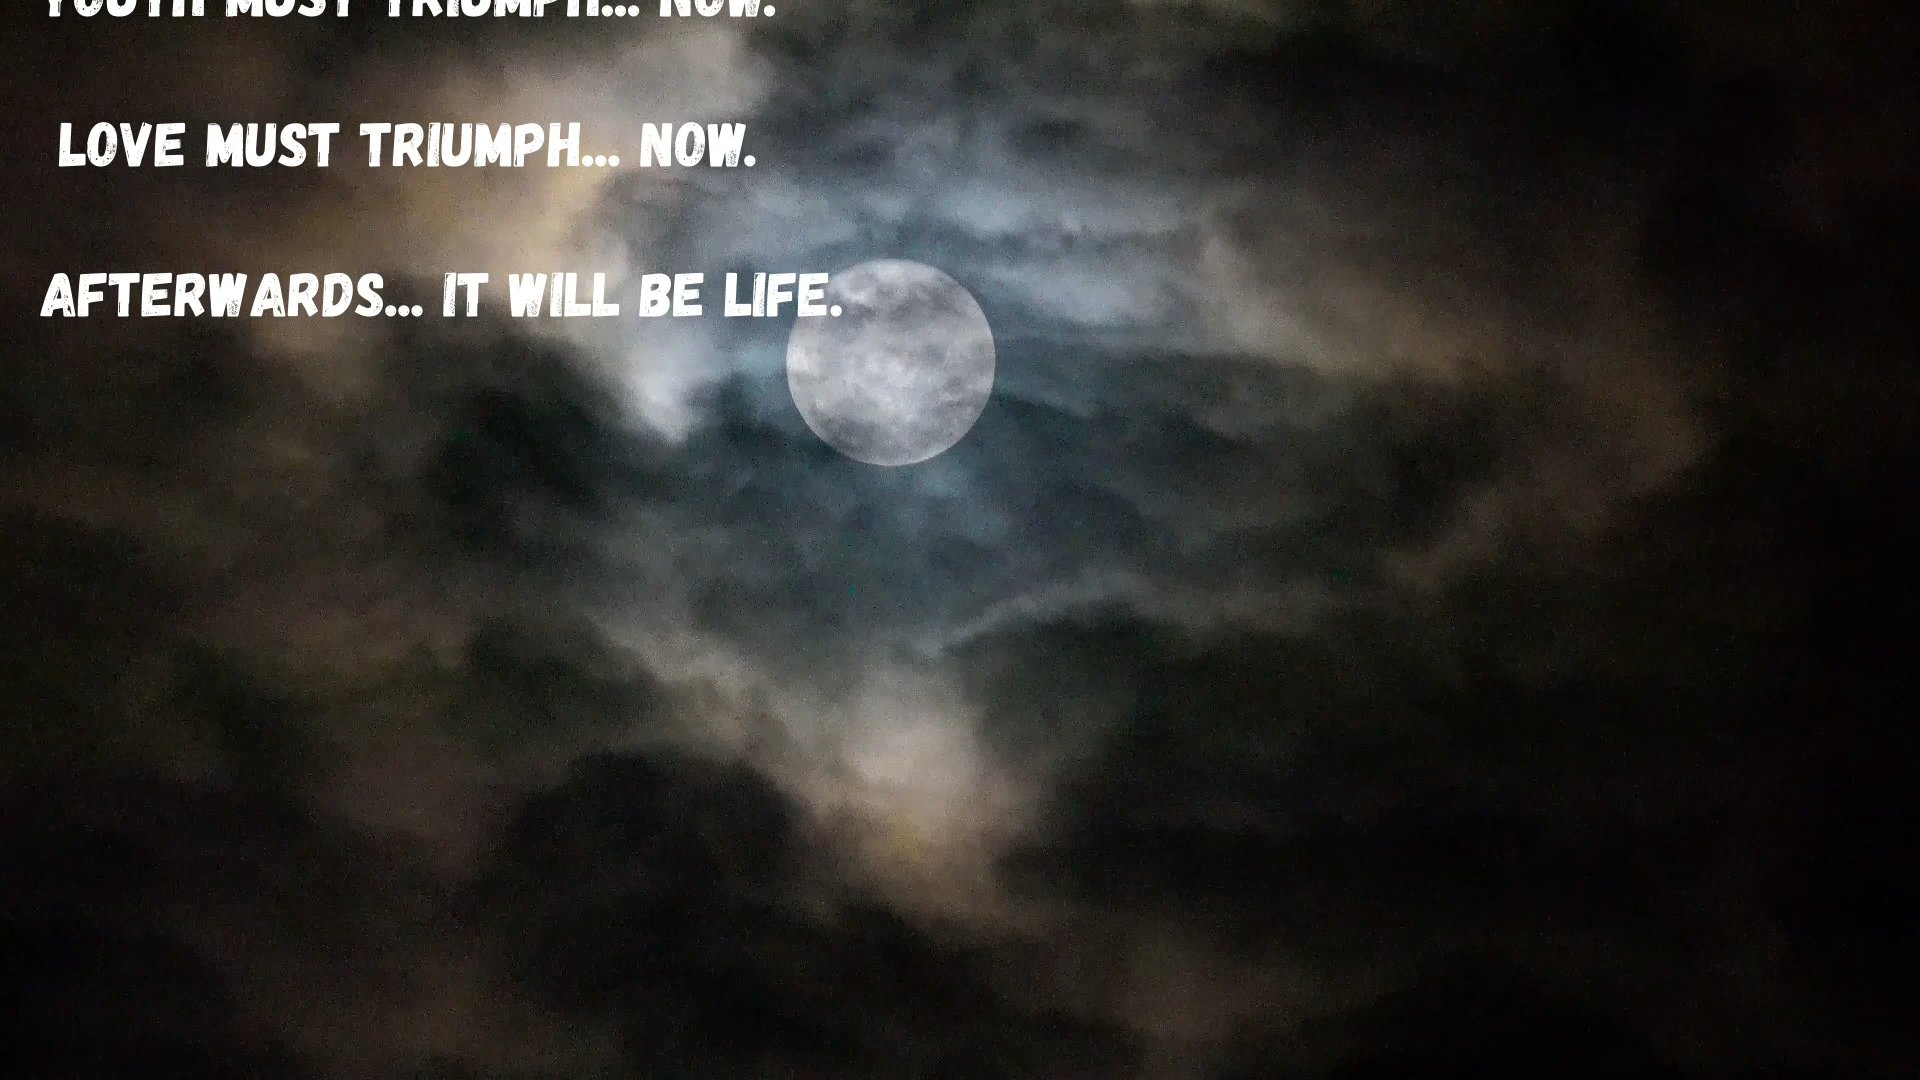 YOUTH MUST TRIUMPH... NOW.
LOVE MUST TRIUMPH... NOW.
AFTERWARDS... IT WILL BE LIFE.